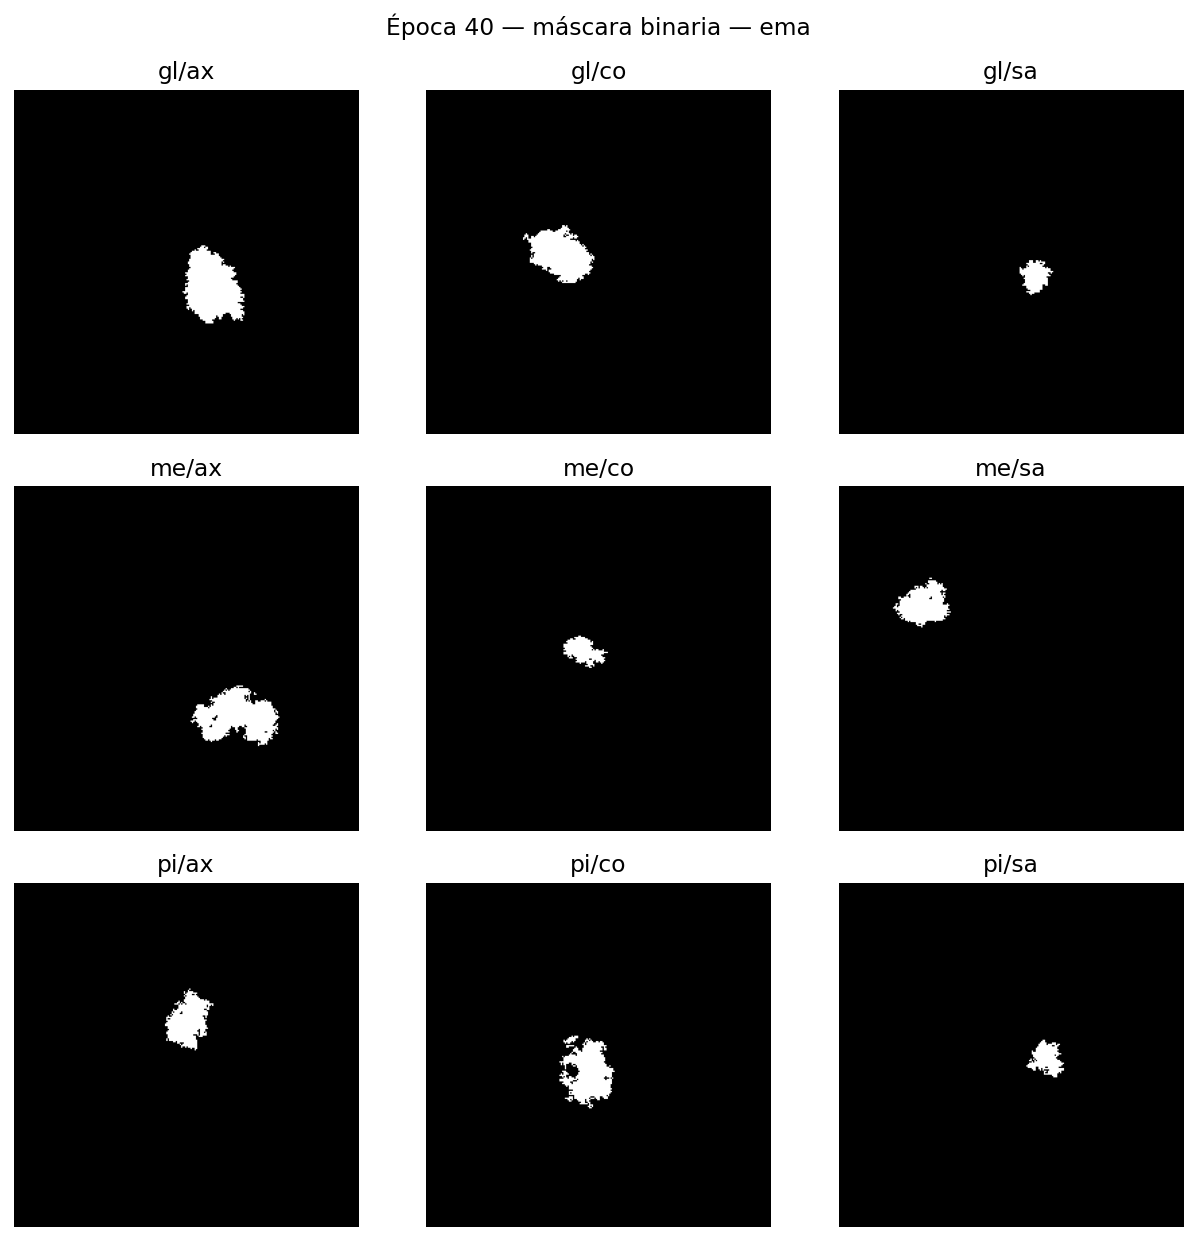 Época 40 — máscara binaria — ema
gl/ax
gl/co
gl/sa
me/ax
me/co
me/sa
pi/ax
pi/co
pi/sa